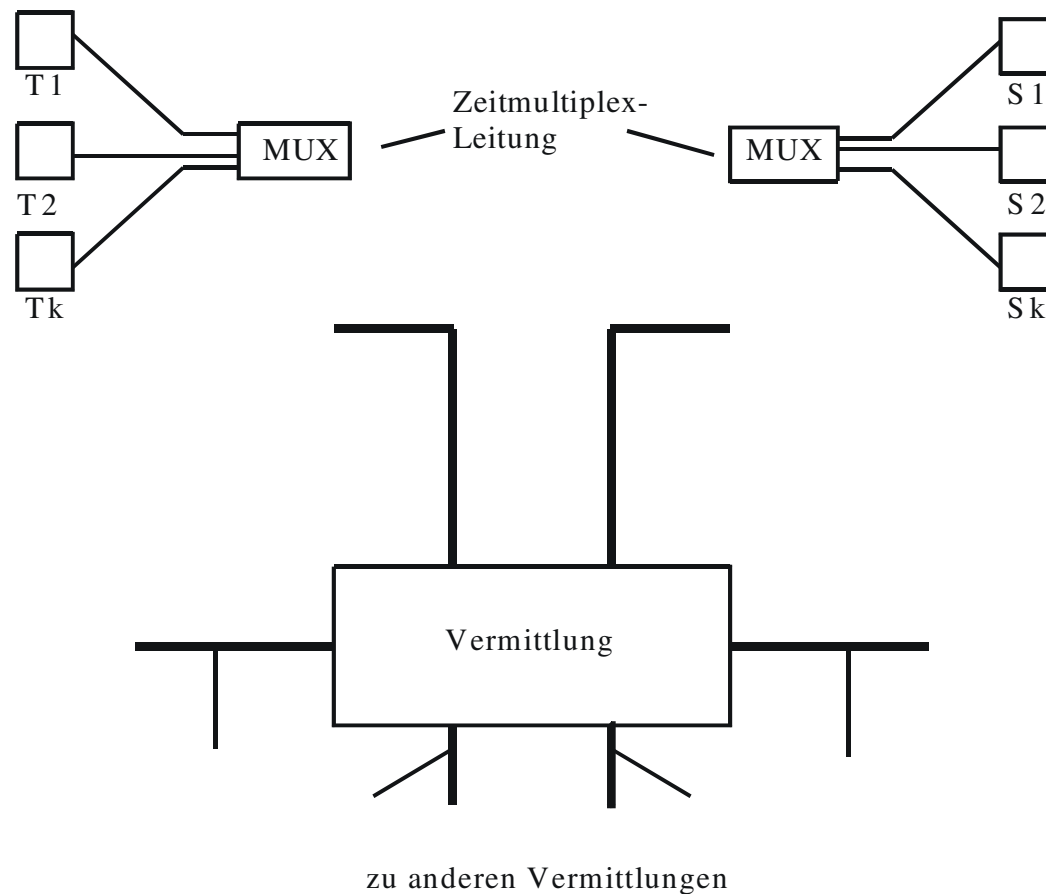 T1
T2
Tk
MUX
Zeitmultiplex-
Leitung
MUX
S1
S2
Sk
Vermittlung
zu anderen Vermittlungen